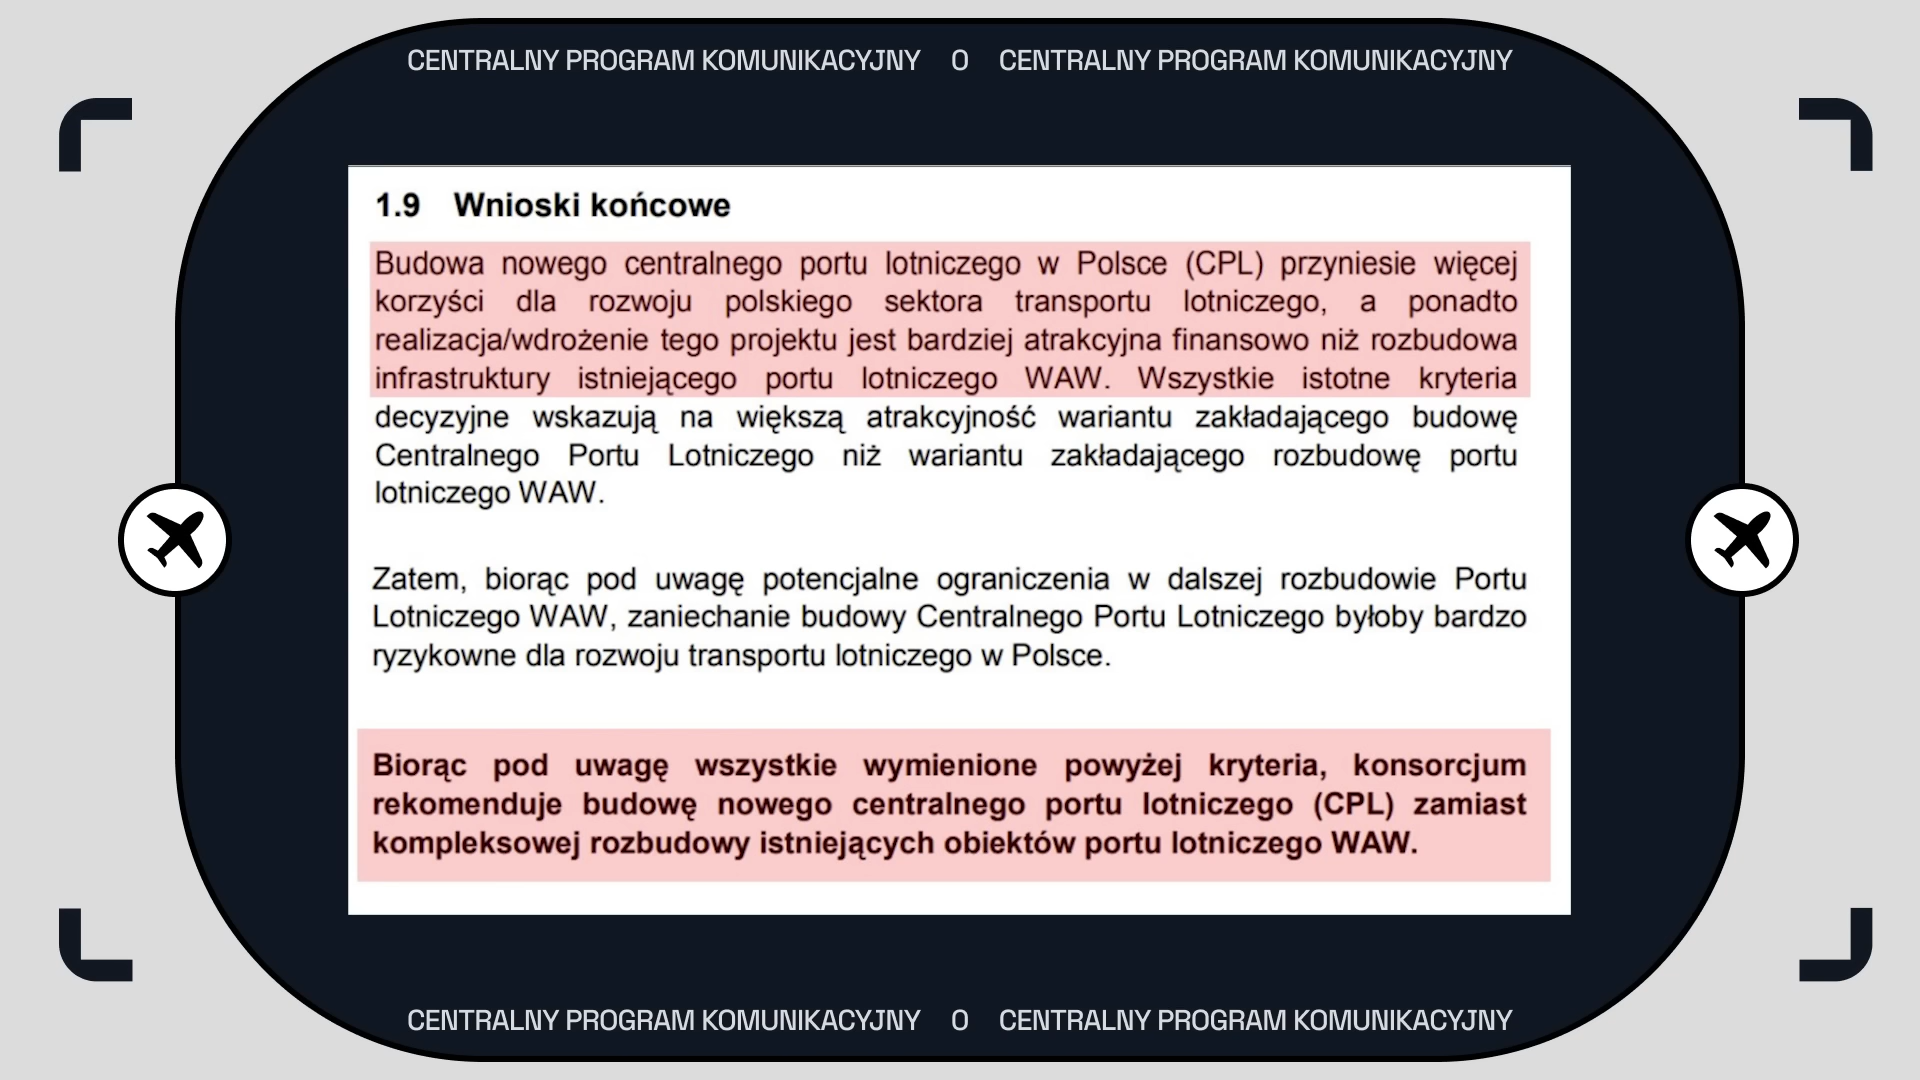 CENTRALNY PROGRAM KOMUNIKACYJNY O CENTRALNY PROGRAM KOMUNIKACYJNY
1.9 Wnioski końcowe
Budowa nowego centralnego portu lotniczego w Polsce (CPL) przyniesie więcej
korzyści dla rozwoju polskiego sektora transportu lotniczego, a ponadto
realizacja/wdrożenie tego projektu jest bardziej atrakcyjna finansowo niż rozbudowa
infrastruktury istniejącego portu lotniczego WAW. Wszystkie istotne kryteria
decyzyjne wskazują na większą atrakcyjność wariantu zakładającego budowę
Centralnego Portu Lotniczego niż wariantu zakładającego rozbudowę portu
lotniczego WAW.
Zatem, biorąc pod uwagę potencjalne ograniczenia w dalszej rozbudowie Portu
Lotniczego WAW, zaniechanie budowy Centralnego Portu Lotniczego byłoby bardzo
ryzykowne dla rozwoju transportu lotniczego w Polsce.
Biorąc pod uwagę wszystkie wymienione powyżej kryteria, konsorcjum
rekomenduje budowę nowego centralnego portu lotniczego (CPL) zamiast
kompleksowej rozbudowy istniejących obiektów portu lotniczego WAW.
CENTRALNY PROGRAM KOMUNIKACYJNY O CENTRALNY PROGRAM KOMUNIKACYJNY